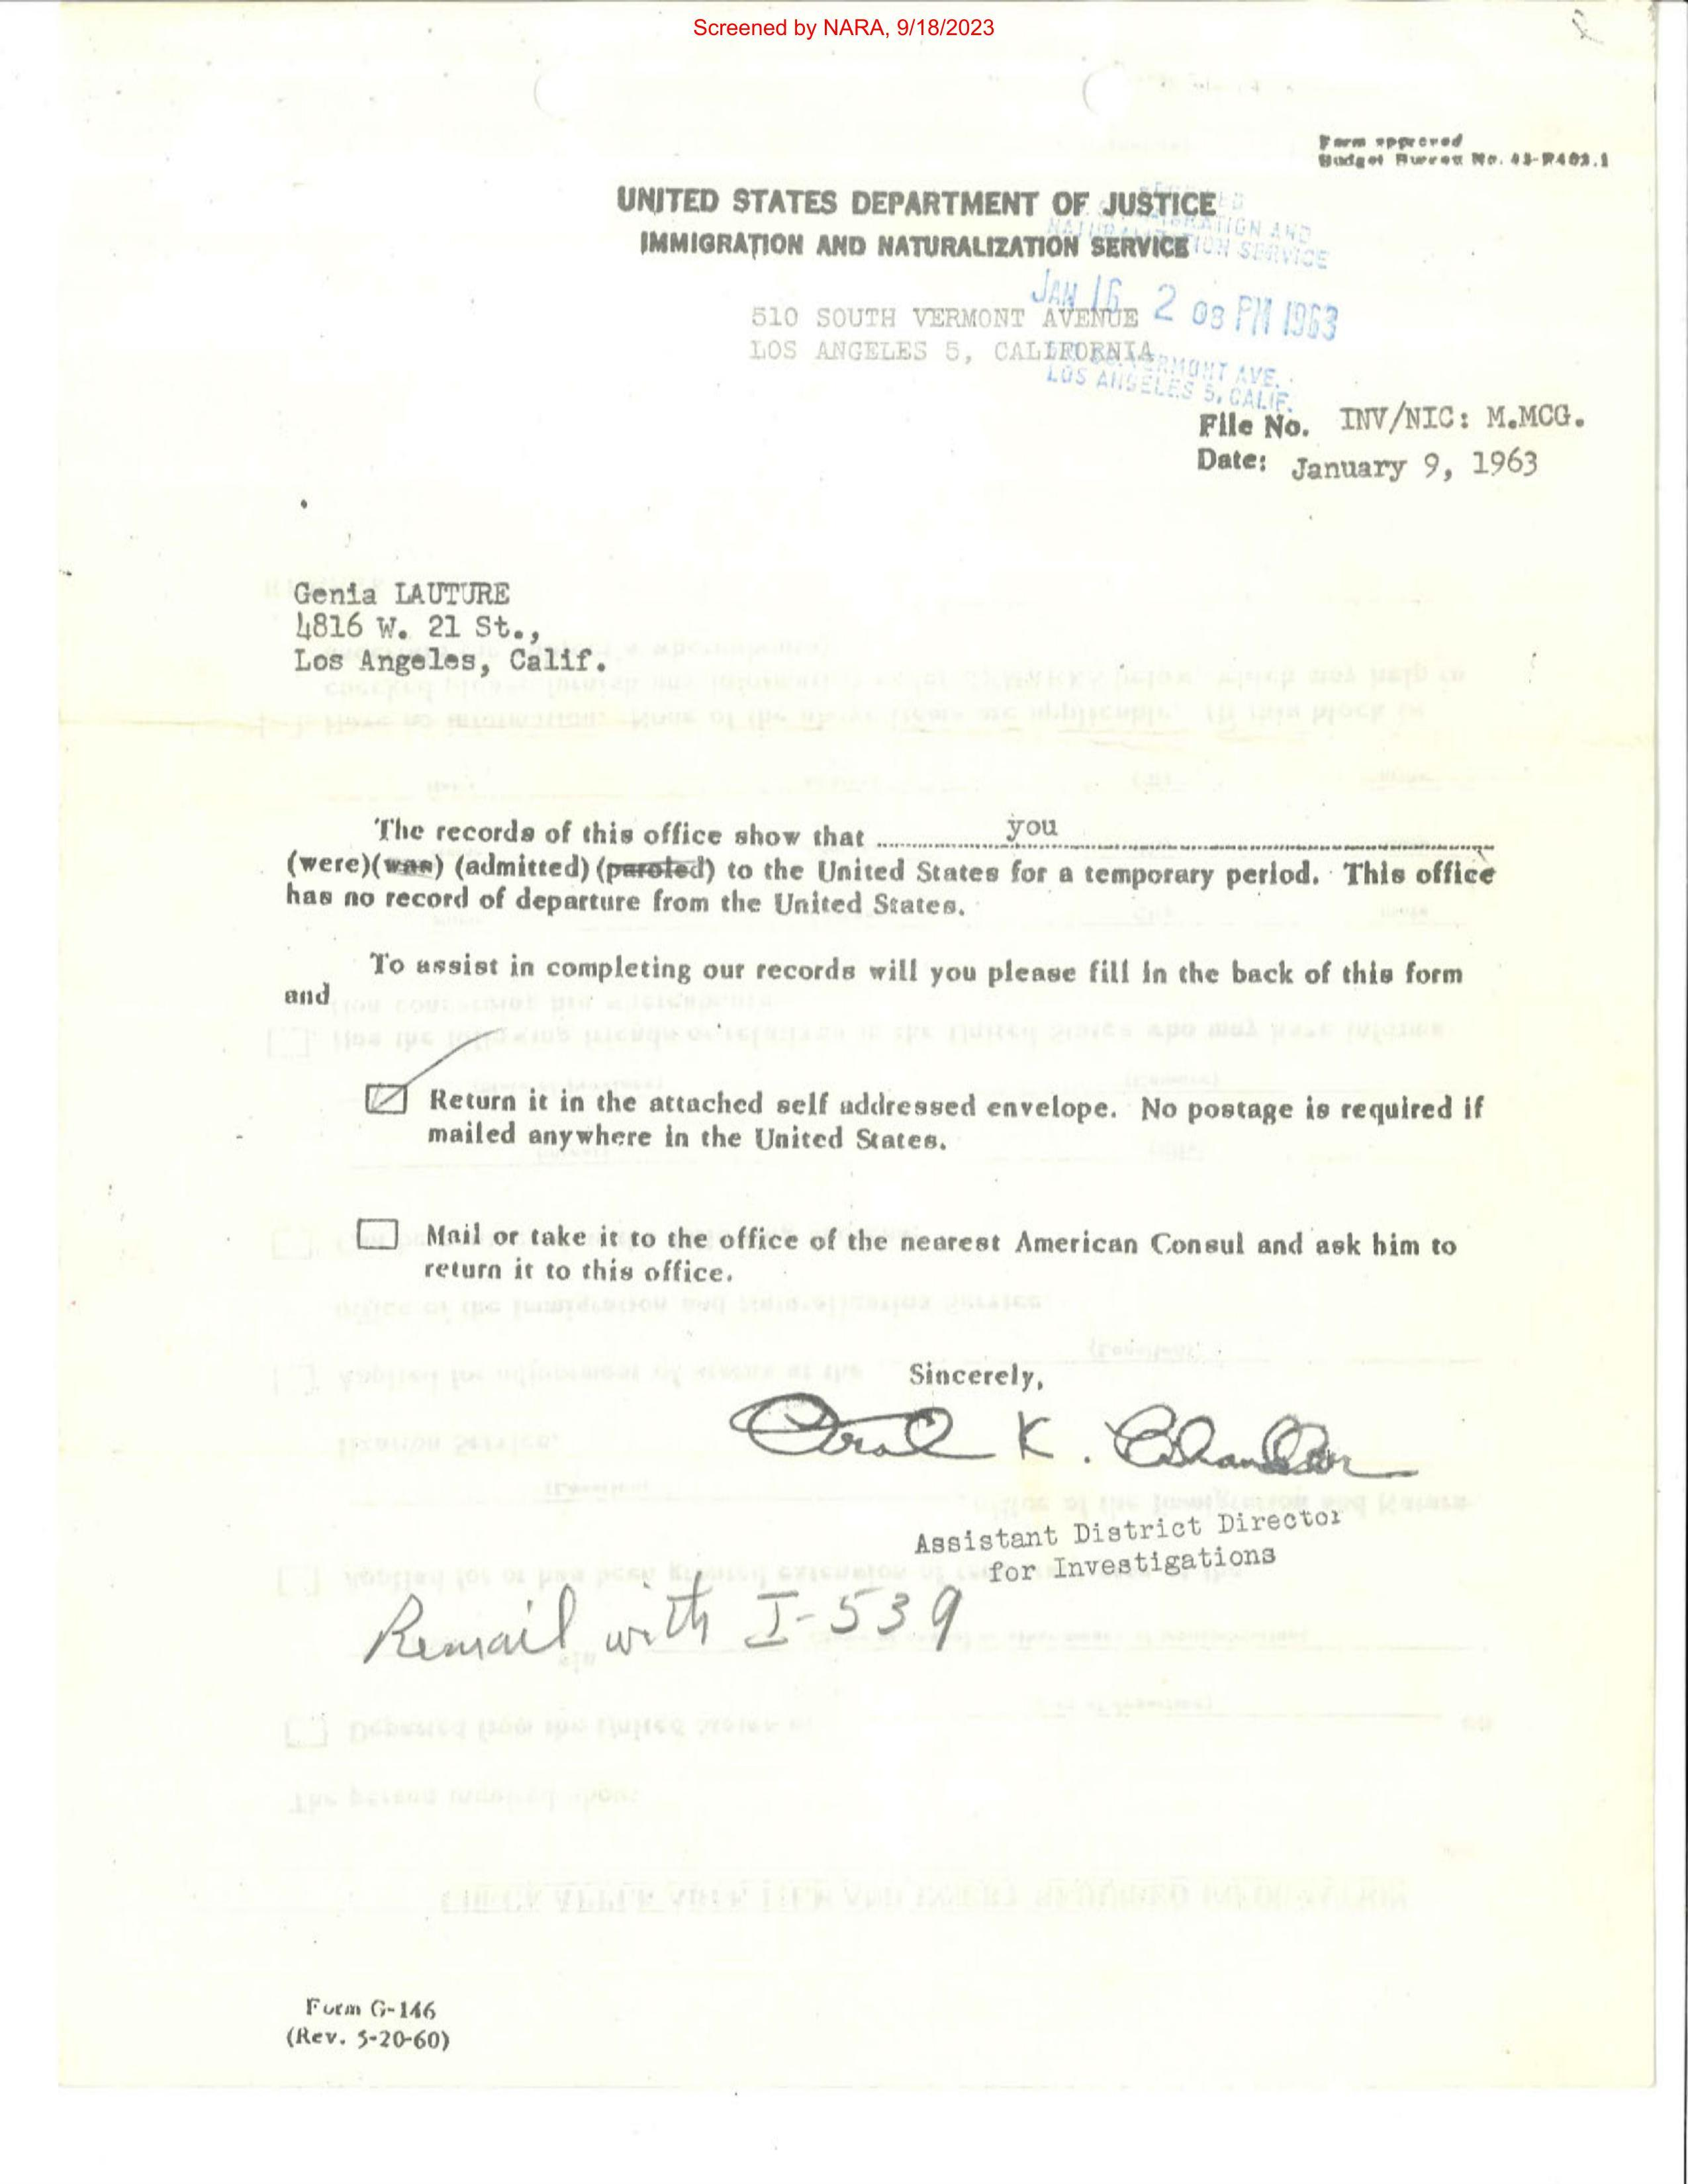 Screened by NARA, 9/18/2023
Form approved
Budget Bureau No. 43-R402.1
UNITED STATES DEPARTMENT OF JUSTICE
IMMIGRATION AND NATURALIZATION SERVICE
NATURALIZATION SERVICE
JAN 16 2 08 PM 1963
510 SOUTH VERMONT AVENUE
LOS ANGELES 5, CALIFORNIA
VERMONT AVE.
LOS ANGELES 5, CALIF.
File No. INV/NIC: M.MCG.
Date: January 9, 1963
Genia LAUTURE
4816 W. 21 St.,
Los Angeles, Calif.
The records of this office show that you
(were)(was) (admitted) (paroled) to the United States for a temporary period. This office
has no record of departure from the United States.
To assist in completing our records will you please fill in the back of this form
and
Return it in the attached self addressed envelope. No postage is required if
mailed anywhere in the United States.
Mail or take it to the office of the nearest American Consul and ask him to
return it to this office.
Sincerely,
K.
Assistant District Director
for Investigations
Remail with I-539
Form G-146
(Rev. 5-20-60)